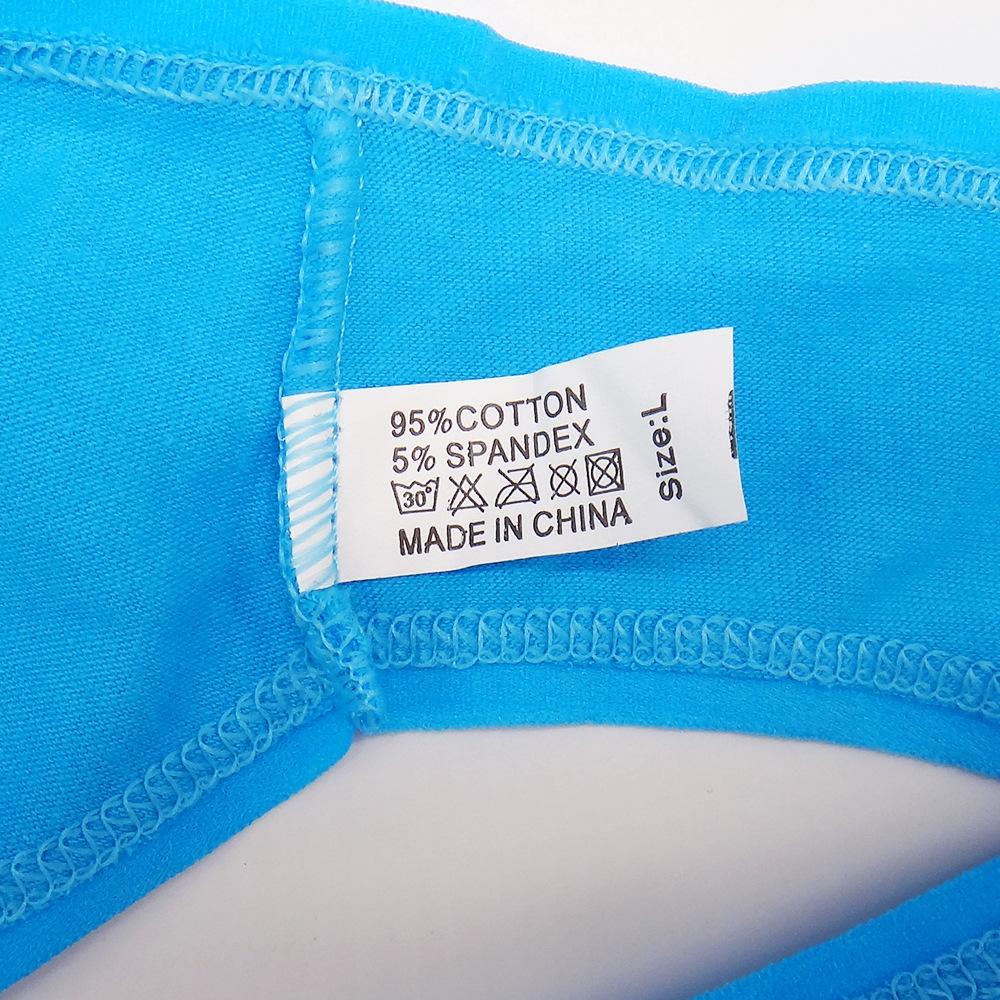 95% COTTON
5% SPANDEX
30°
MADE IN CHINA
Size:L